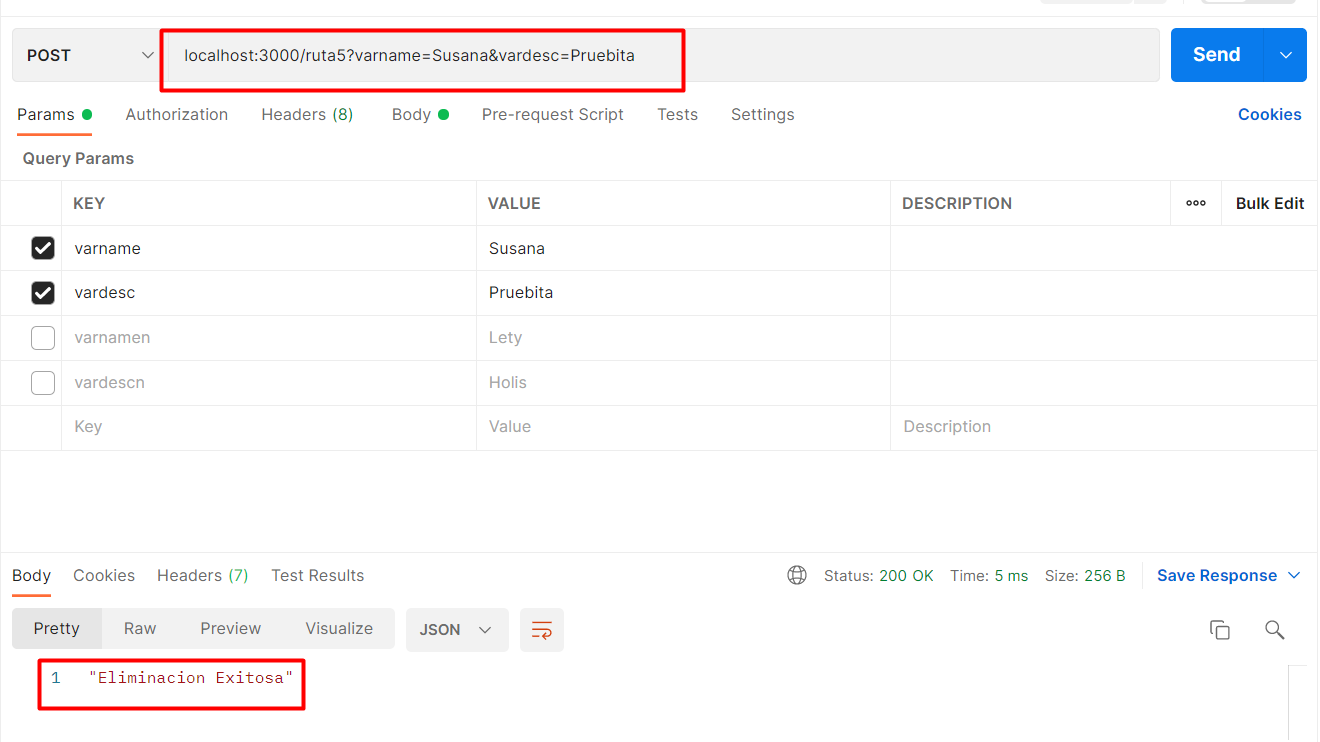 POST localhost:3000/ruta5?varname=Susana&vardesc=Pruebita Send
Params Authorization Headers (8) Body Pre-request Script Tests Settings Cookies
Query Params
KEY VALUE DESCRIPTION ooo Bulk Edit
varname Susana
vardesc Pruebita
varnamen Lety
vardescn Holis
Key Value Description
Body Cookies Headers (7) Test Results Status: 200 OK Time: 5 ms Size: 256 B Save Response
Pretty Raw Preview Visualize JSON
1 "Eliminacion Exitosa"